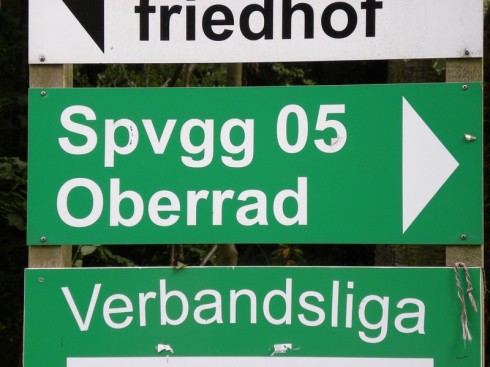 friedhof
Spvgg 05
Oberrad
Verbandsliga